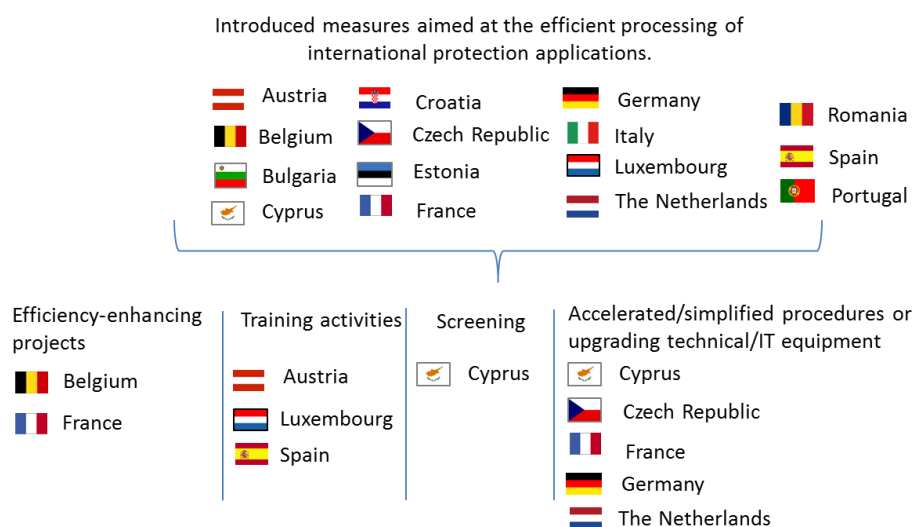 Introduced measures aimed at the efficient processing of
international protection applications.
Austria
Belgium
Bulgaria
Cyprus
Croatia
Czech Republic
Estonia
France
Germany
Italy
Luxembourg
The Netherlands
Romania
Spain
Portugal
Efficiency-enhancing
projects
Belgium
France
Training activities
Austria
Luxembourg
Spain
Screening
Cyprus
Accelerated/simplified procedures or
upgrading technical/IT equipment
Cyprus
Czech Republic
France
Germany
The Netherlands